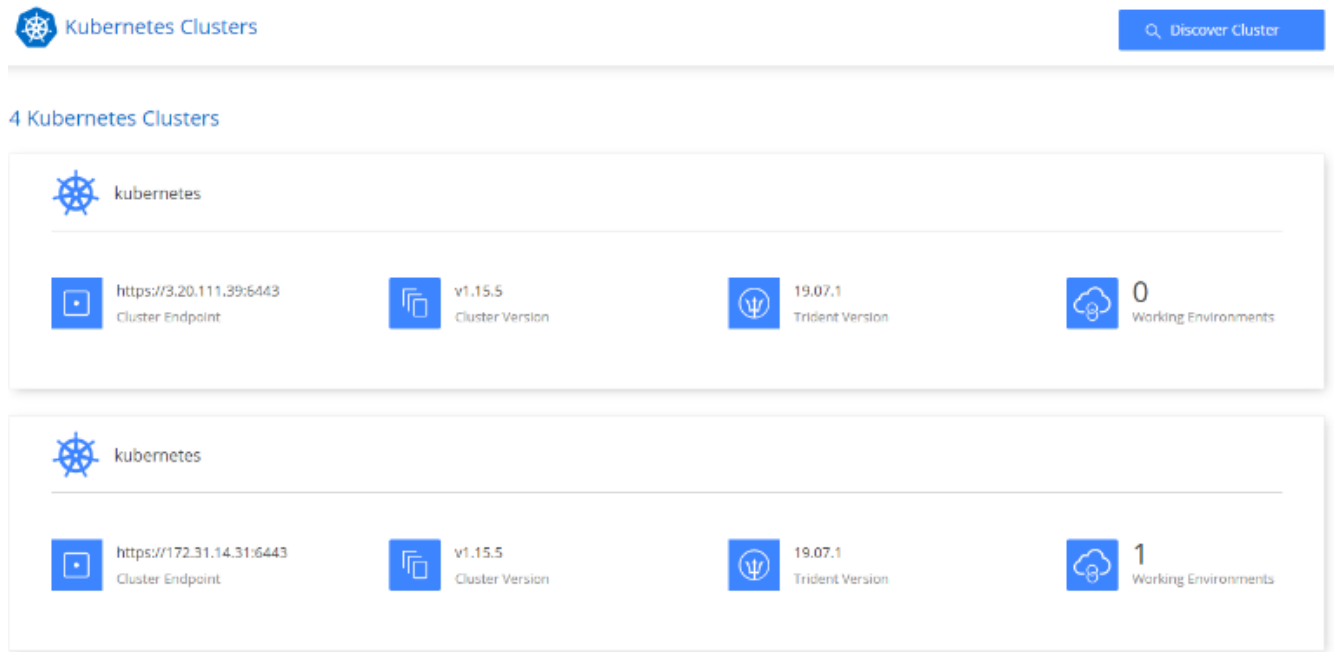 Kubernetes Clusters
Discover Cluster
4 Kubernetes Clusters
kubernetes
https://3.20.111.39:6443
Cluster Endpoint
v1.15.5
Cluster Version
19.07.1
Trident Version
0
Working Environments
kubernetes
https://172.31.14.31:6443
Cluster Endpoint
v1.15.5
Cluster Version
19.07.1
Trident Version
1
Working Environments